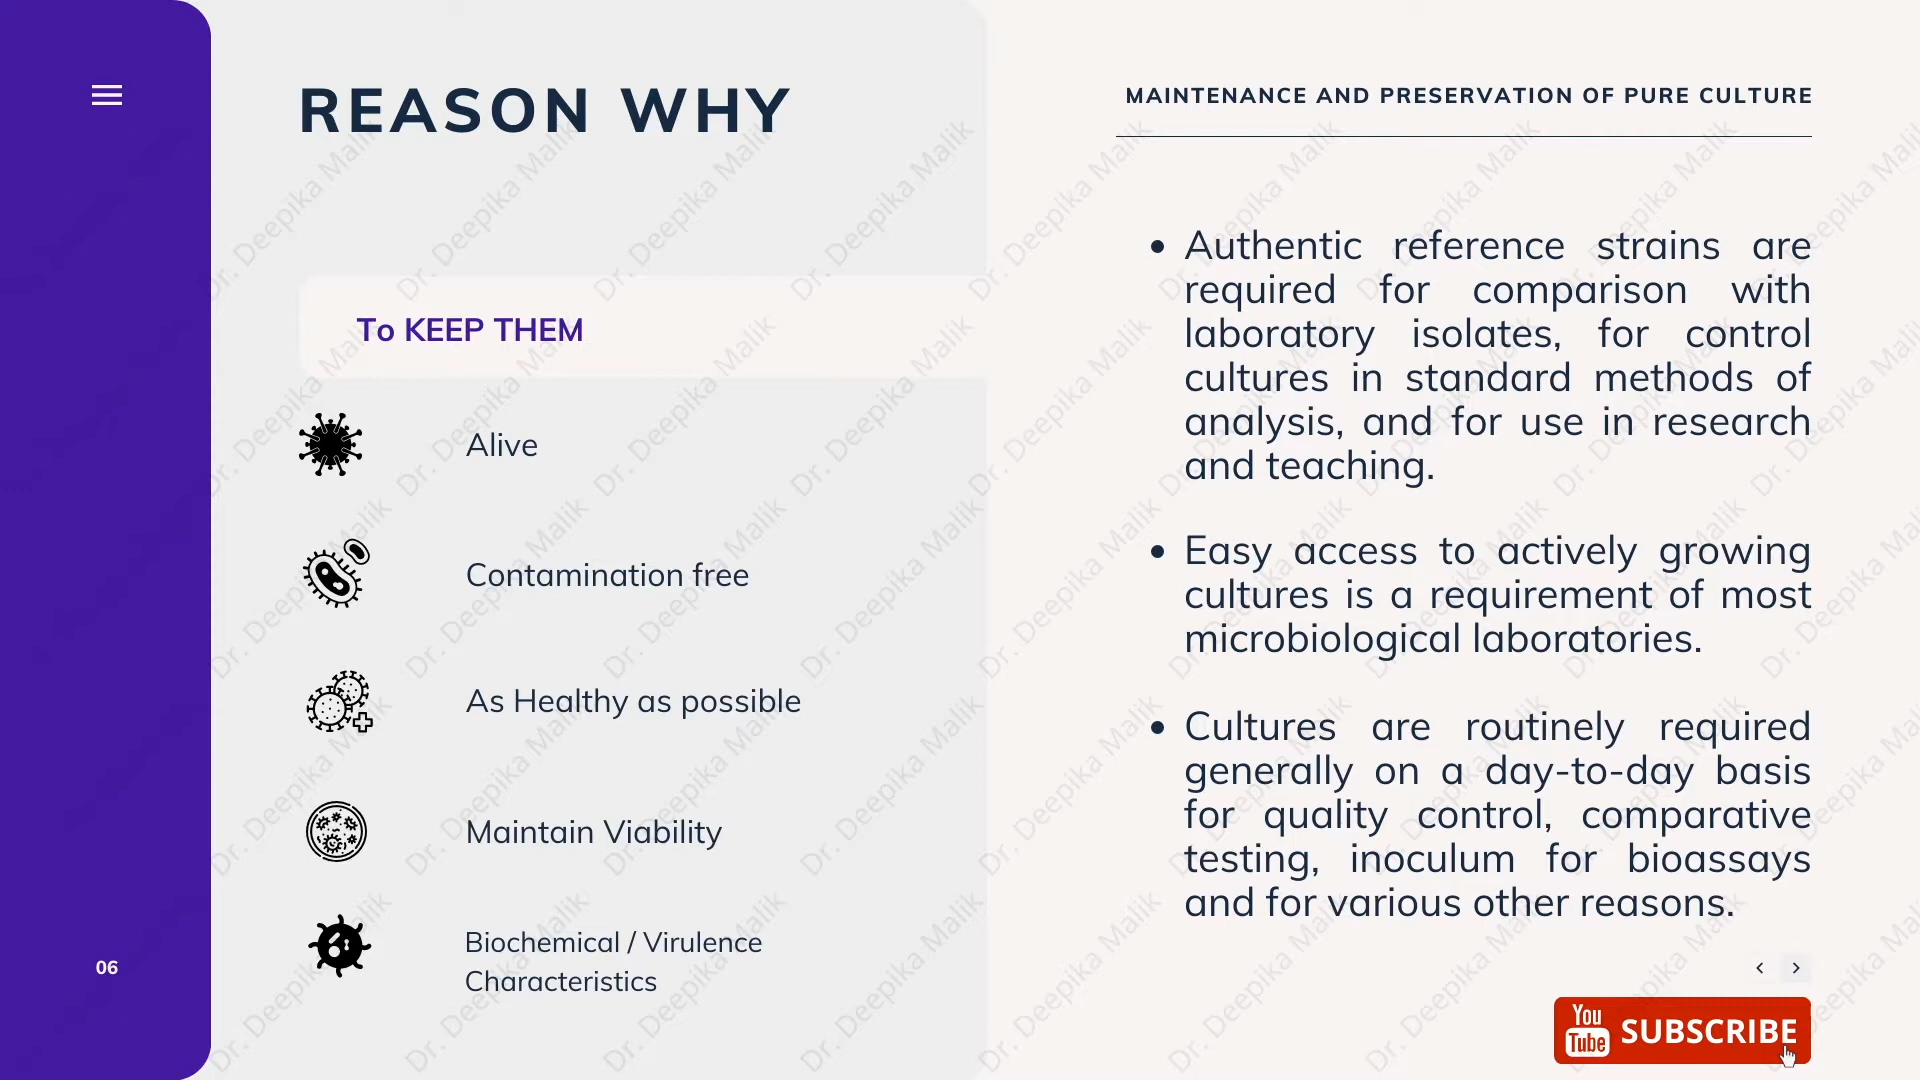 REASON WHY
To KEEP THEM
Alive
Contamination free
As Healthy as possible
Maintain Viability
Biochemical / Virulence
Characteristics
06
MAINTENANCE AND PRESERVATION OF PURE CULTURE
• Authentic reference strains are
required for comparison with
laboratory isolates, for control
cultures in standard methods of
analysis, and for use in research
and teaching.
• Easy access to actively growing
cultures is a requirement of most
microbiological laboratories.
• Cultures are routinely required
generally on a day-to-day basis
for quality control, comparative
testing, inoculum for bioassays
and for various other reasons.
You
Tube
SUBSCRIBE
Dr. Deepika Malik